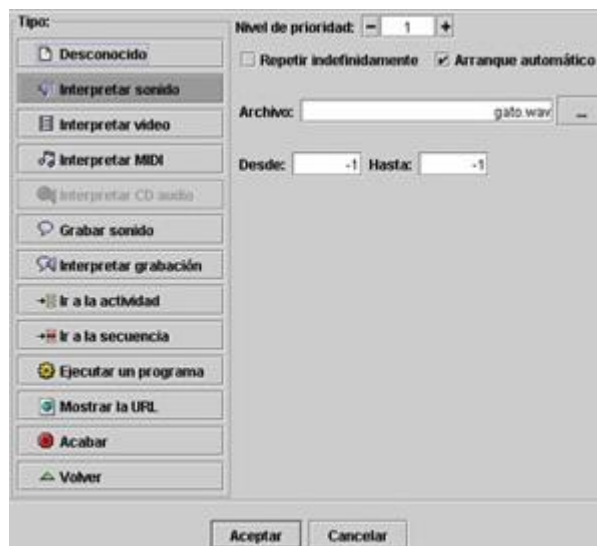 Tipo:
Desconocido
Interpretar sonido
Interpretar vídeo
Interpretar MIDI
Interpretar CD audio
Grabar sonido
Interpretar grabación
Ir a la actividad
Ir a la secuencia
Ejecutar un programa
Mostrar la URL
Acabar
Volver
Nivel de prioridad: - 1 +
Repetir indefinidamente Arranque automático
Archivo: gato.wav ...
Desde: -1 Hasta: -1
Aceptar Cancelar